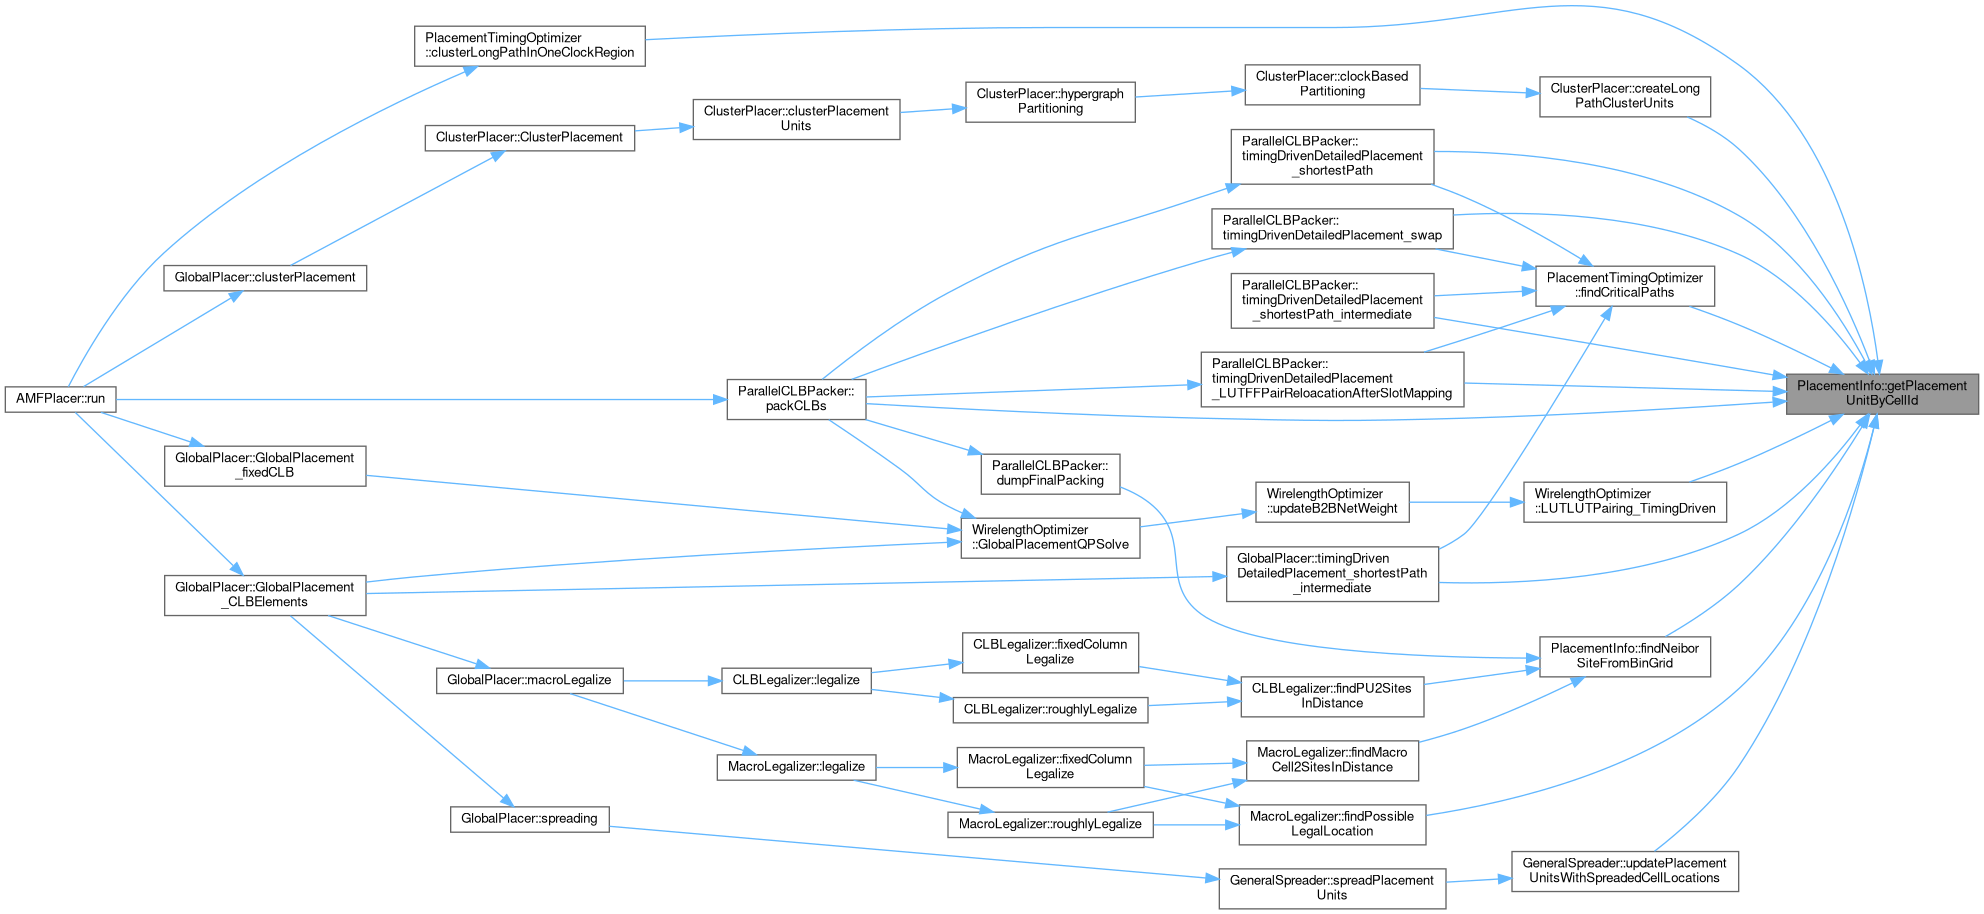 PlacementTimingOptimizer
::clusterLongPathInOneClockRegion
ClusterPlacer::clockBased
Partitioning
ClusterPlacer::createLong
PathClusterUnits
ClusterPlacer::hypergraph
Partitioning
ClusterPlacer::clusterPlacement
Units
ClusterPlacer::ClusterPlacement
ParallelCLBPacker::
timingDrivenDetailedPlacement
_shortestPath
ParallelCLBPacker::
timingDrivenDetailedPlacement_swap
GlobalPlacer::clusterPlacement
PlacementTimingOptimizer
::findCriticalPaths
ParallelCLBPacker::
timingDrivenDetailedPlacement
_shortestPath_intermediate
ParallelCLBPacker::
timingDrivenDetailedPlacement
_LUTFFPairReloacationAfterSlotMapping
AMFPlacer::run
ParallelCLBPacker::
packCLBs
PlacementInfo::getPlacement
UnitByCellId
GlobalPlacer::GlobalPlacement
_fixedCLB
ParallelCLBPacker::
dumpFinalPacking
WirelengthOptimizer
::updateB2BNetWeight
WirelengthOptimizer
::LUTLUTPairing_TimingDriven
WirelengthOptimizer
::GlobalPlacementQPSolve
GlobalPlacer::timingDriven
DetailedPlacement_shortestPath
_intermediate
GlobalPlacer::GlobalPlacement
_CLBElements
CLBLegalizer::fixedColumn
Legalize
PlacementInfo::findNeibor
SiteFromBinGrid
GlobalPlacer::macroLegalize
CLBLegalizer::legalize
CLBLegalizer::findPU2Sites
InDistance
CLBLegalizer::roughlyLegalize
MacroLegalizer::legalize
MacroLegalizer::fixedColumn
Legalize
MacroLegalizer::findMacro
Cell2SitesInDistance
GlobalPlacer::spreading
MacroLegalizer::roughlyLegalize
MacroLegalizer::findPossible
LegalLocation
GeneralSpreader::updatePlacement
UnitsWithSpreadedCellLocations
GeneralSpreader::spreadPlacement
Units